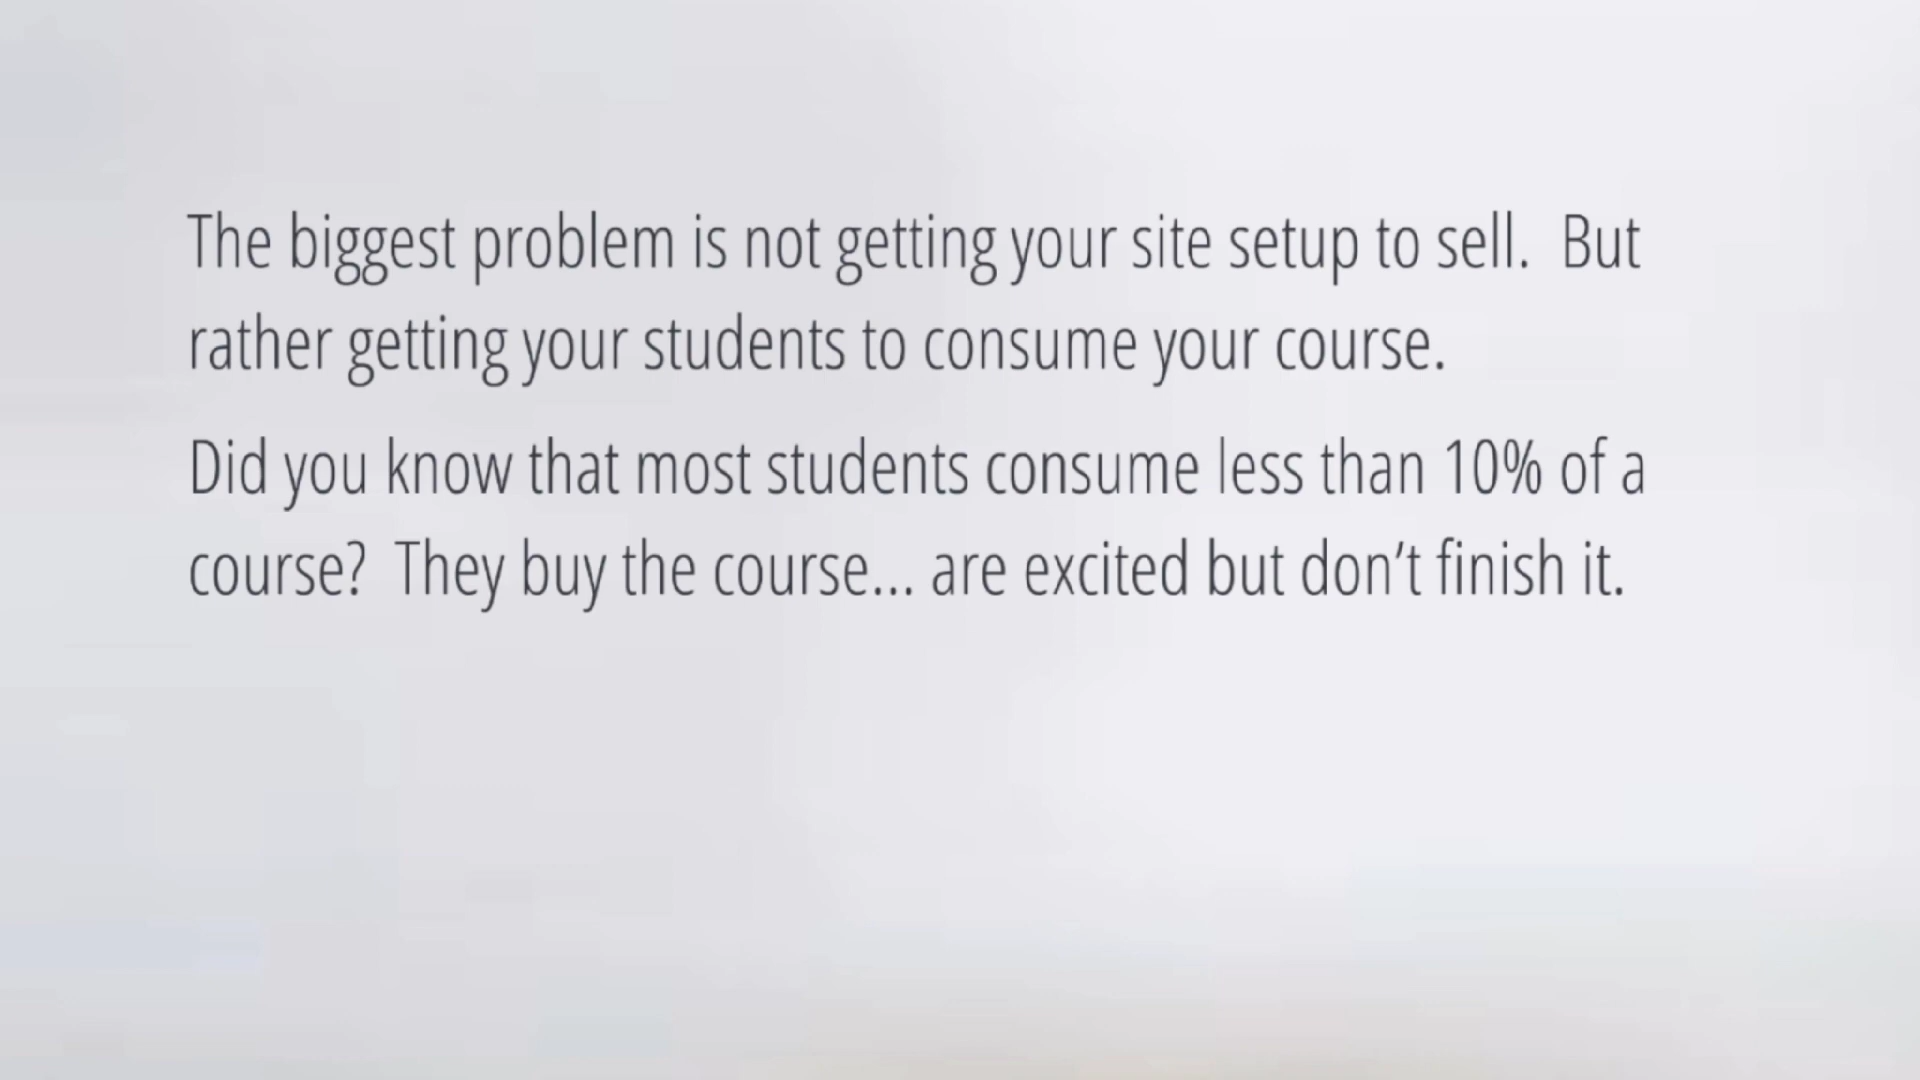 The biggest problem is not getting your site setup to sell.  But
rather getting your students to consume your course.
Did you know that most students consume less than 10% of a
course?  They buy the course... are excited but don’t finish it.